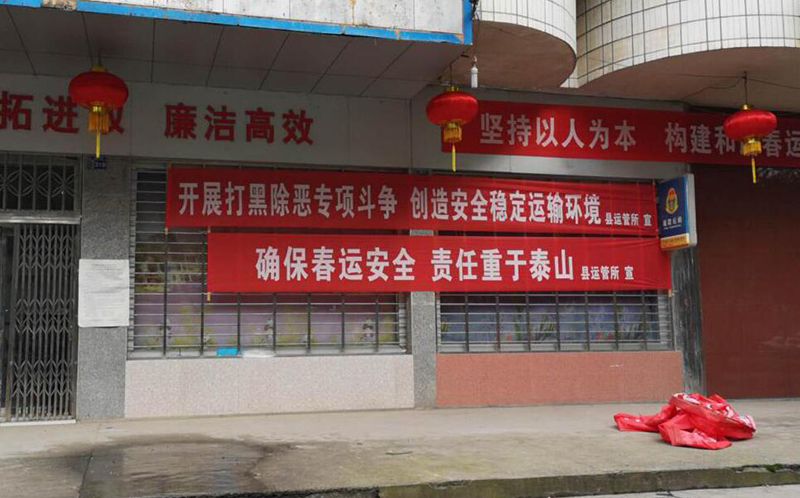 拓进取 廉洁高效
坚持以人为本 构建和谐春运
开展打黑除恶专项斗争 创造安全稳定运输环境 县运管所 宣
确保春运安全 责任重于泰山 县运管所 宣